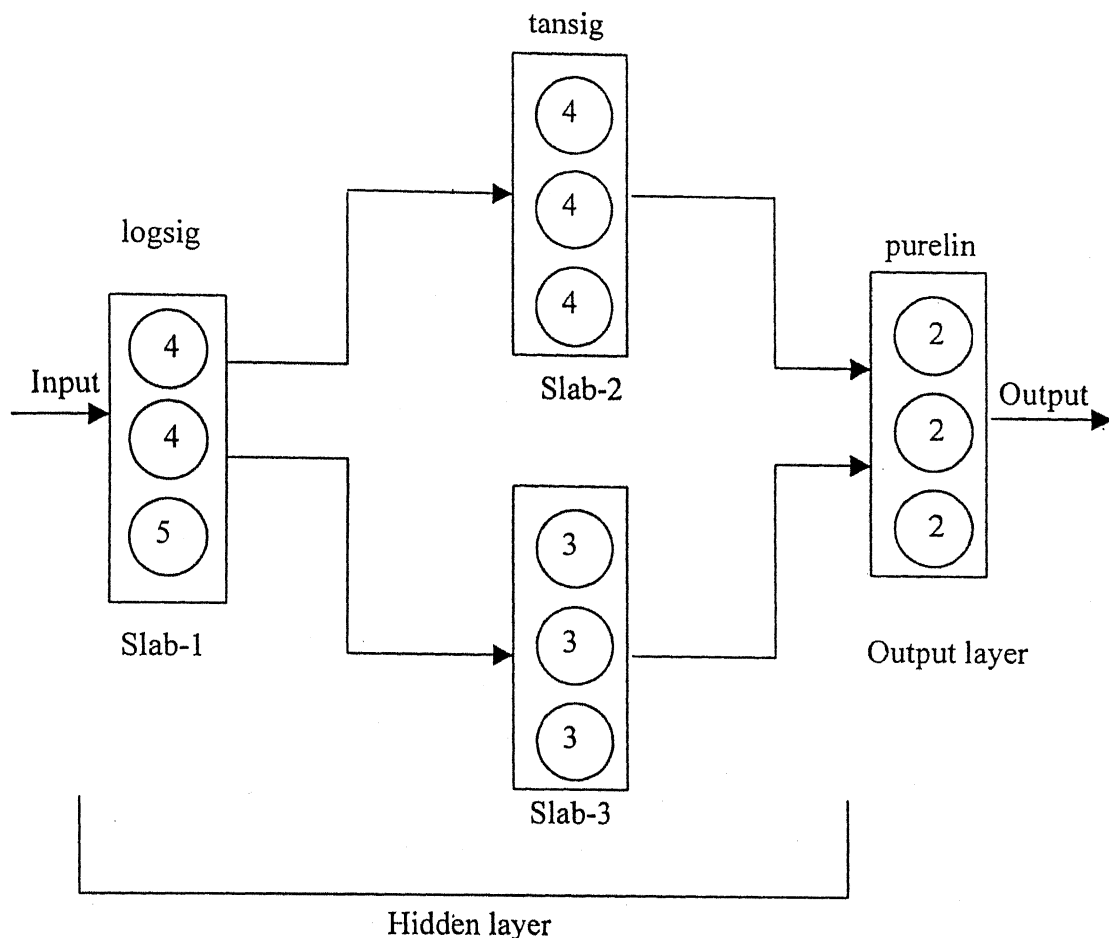 tansig
4
4
4
Slab-2
logsig
4
4
5
Slab-1
Input
purelin
2
2
2
Output layer
Output
3
3
3
Slab-3
Hidden layer